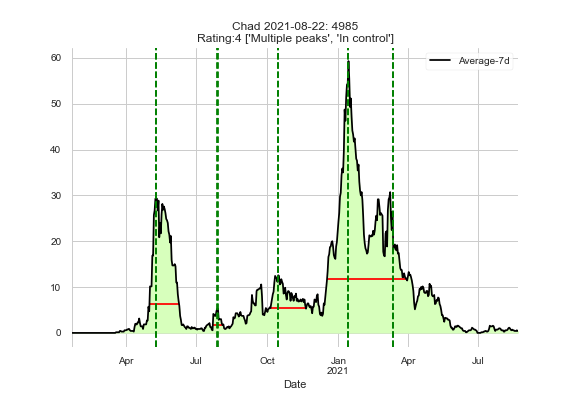 Chad 2021-08-22: 4985
Rating:4 ['Multiple peaks', 'In control']
Average-7d
60
50
40
30
20
10
0
Apr
Jul
Oct
Jan
2021
Apr
Jul
Date